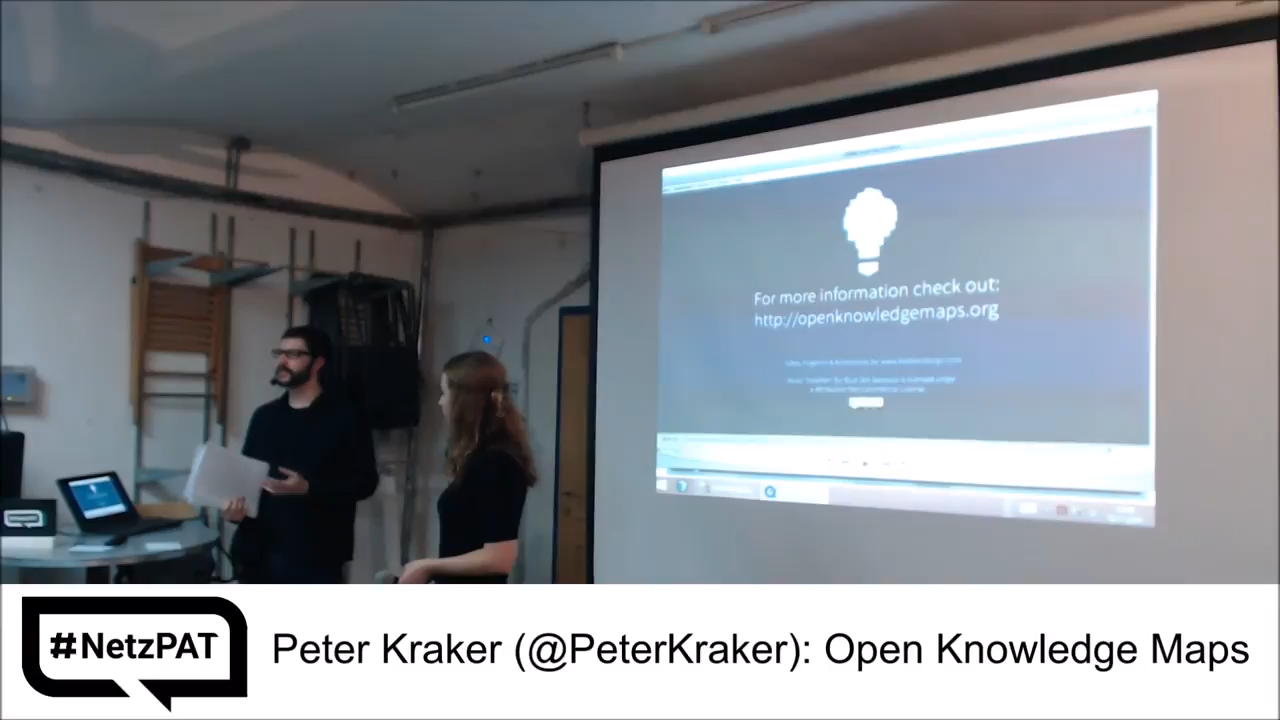 For more information check out:
http://openknowledgemaps.org
#NetzPAT
Peter Kraker (@PeterKraker): Open Knowledge Maps